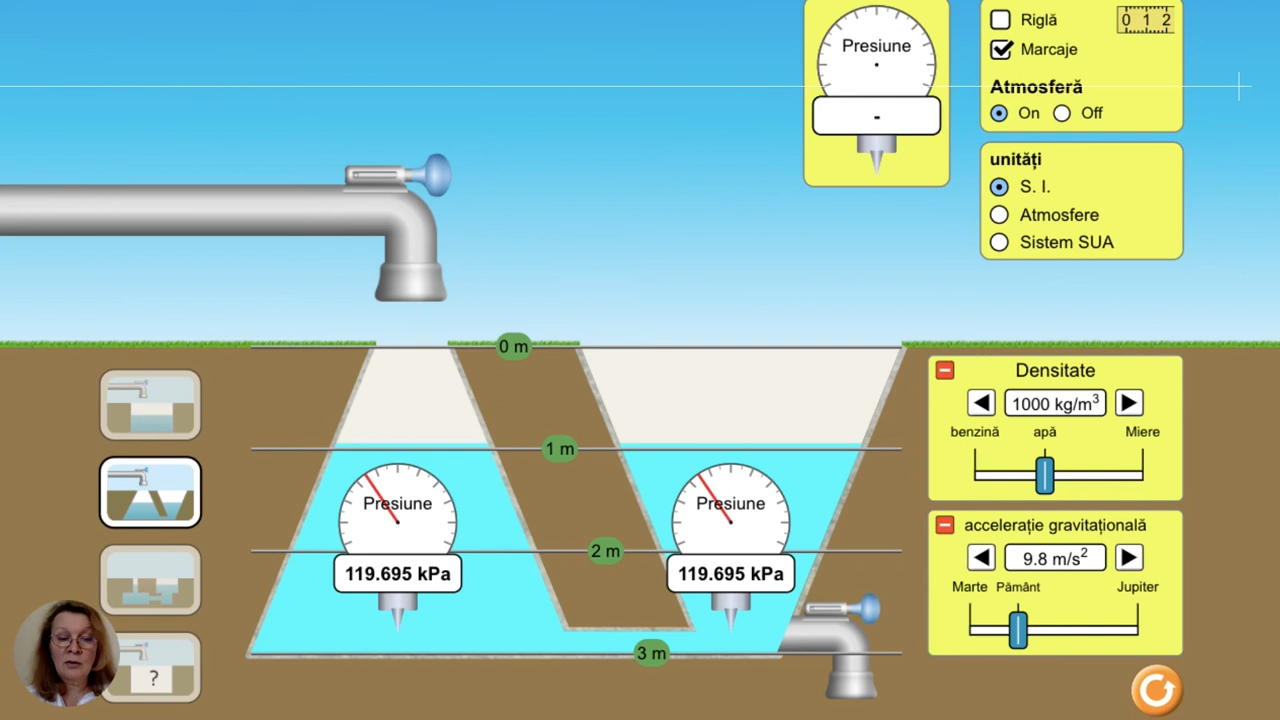 Presiune
-
Riglă
0 1 2
Marcaje
Atmosferă
On Off
unități
S. I.
Atmosfere
Sistem SUA
0 m
1 m
2 m
3 m
Presiune
119.695 kPa
Presiune
119.695 kPa
Densitate
1000 kg/m³
benzină apă Miere
accelerație gravitațională
9.8 m/s²
Marte Pământ Jupiter
?